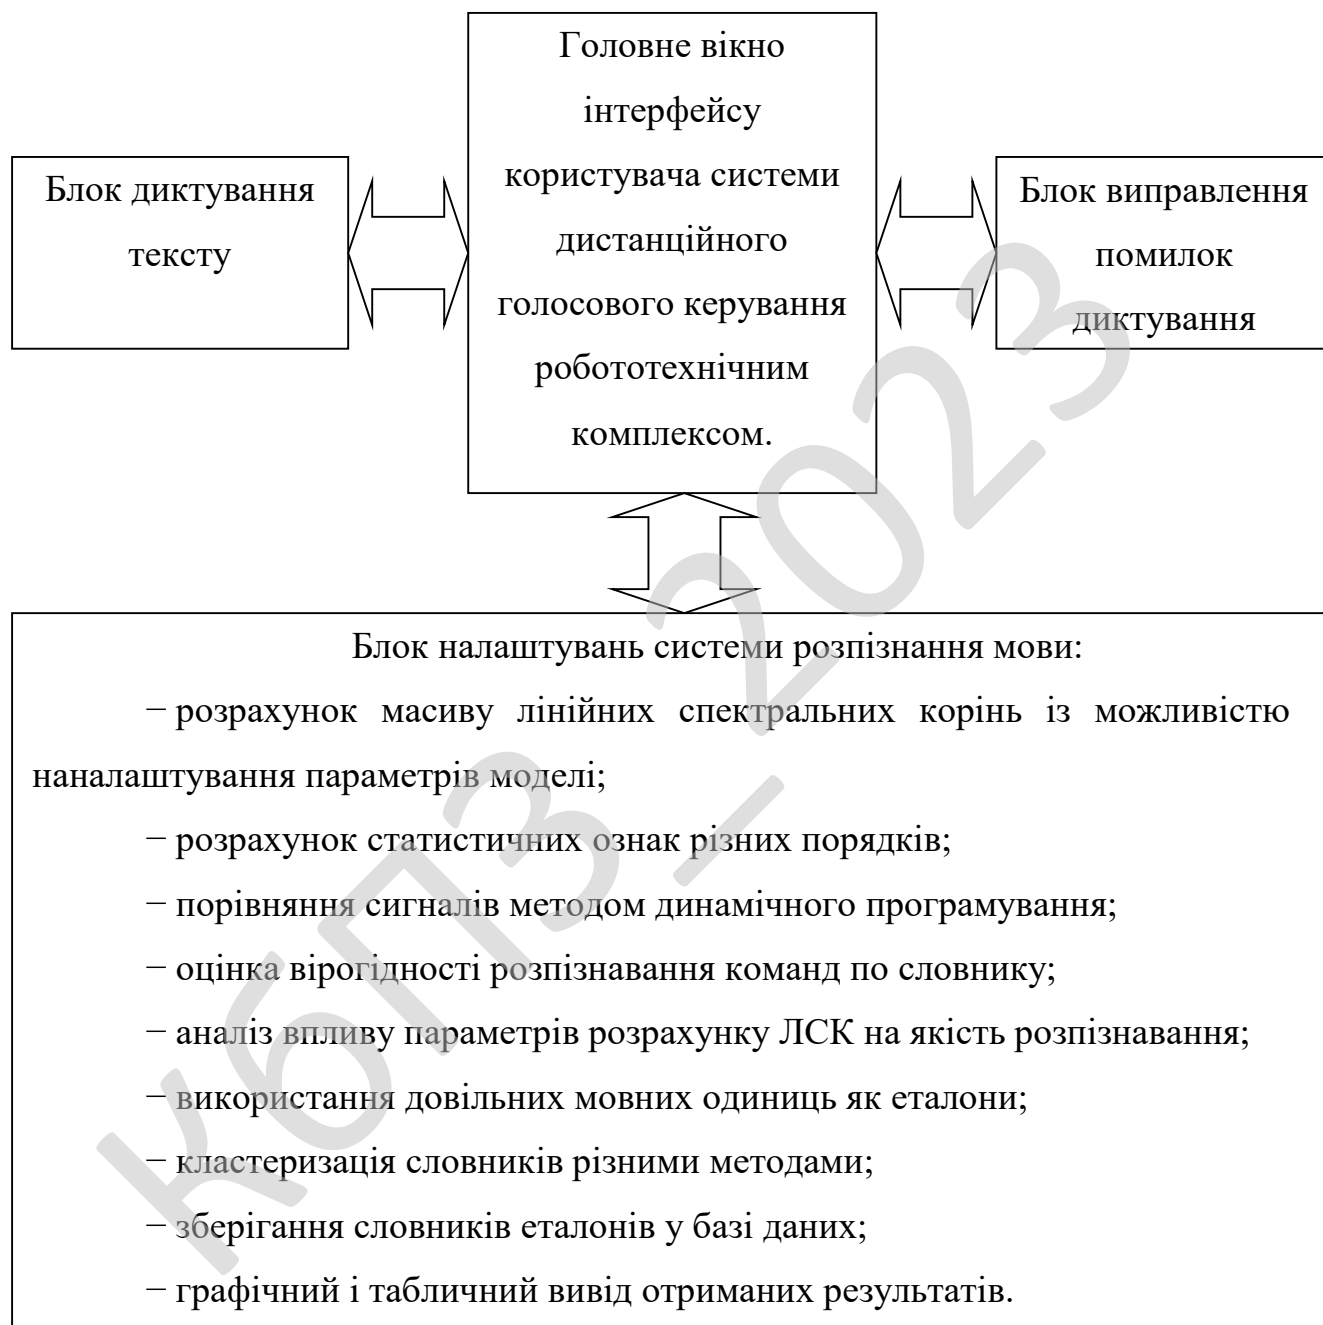 Головне вікно
інтерфейсу
користувача системи
дистанційного
голосового керування
робототехнічним
комплексом.
Блок диктування
тексту
Блок виправлення
помилок
диктування
Блок налаштувань системи розпізнання мови:
− розрахунок масиву лінійних спектральних корінь із можливістю
наналаштування параметрів моделі;
− розрахунок статистичних ознак різних порядків;
− порівняння сигналів методом динамічного програмування;
− оцінка вірогідності розпізнавання команд по словнику;
− аналіз впливу параметрів розрахунку ЛСК на якість розпізнавання;
− використання довільних мовних одиниць як еталони;
− кластеризація словників різними методами;
− зберігання словників еталонів у базі даних;
− графічний і табличний вивід отриманих результатів.
КбПЗ_2023